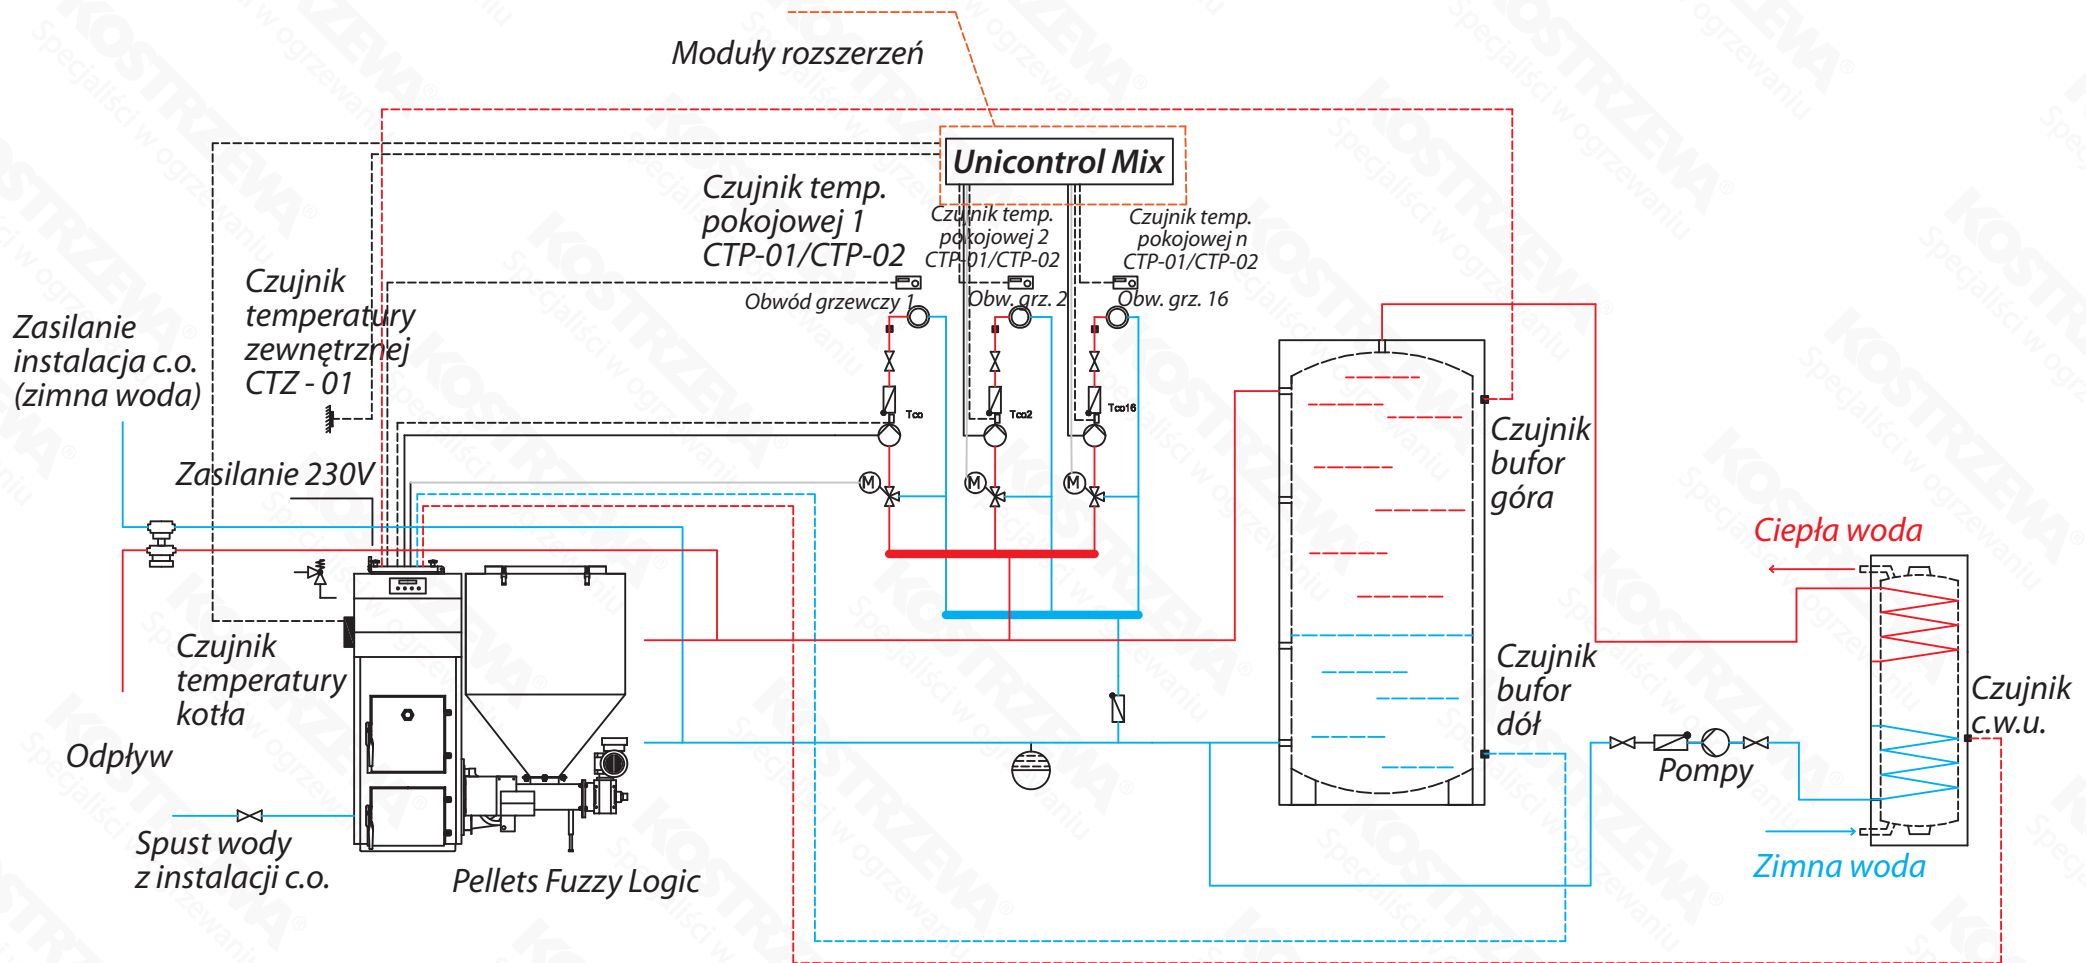 Moduły rozszerzeń
Unicontrol Mix
Czujnik temp.
pokojowej 1
CTP-01/CTP-02
Czujnik temp.
pokojowej 2
CTP-01/CTP-02
Czujnik temp.
pokojowej n
CTP-01/CTP-02
Obwód grzewczy 1
Obw. grz. 2
Obw. grz. 16
Czujnik
temperatury
zewnętrznej
CTZ - 01
Zasilanie
instalacja c.o.
(zimna woda)
Zasilanie 230V
Tco
Tco2
Tco16
M
M
M
Czujnik
bufor
góra
Ciepła woda
Czujnik
temperatury
kotła
Odpływ
Czujnik
bufor
dół
Czujnik
c.w.u.
Pompy
Spust wody
z instalacji c.o.
Pellets Fuzzy Logic
Zimna woda
KOSTRZEWA®
Specjaliści w ogrzewaniu